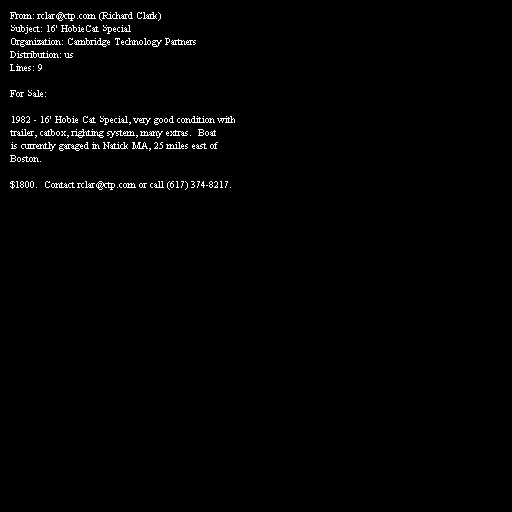 From: rclar@ctp.com (Richard Clark)
Subject: 16' HobieCat Special
Organization: Cambridge Technology Partners
Distribution: us
Lines: 9

For Sale:

1982 - 16' Hobie Cat Special, very good condition with
trailer, catbox, righting system, many extras.  Boat
is currently garaged in Natick MA, 25 miles east of
Boston.

$1800.  Contact rclar@ctp.com or call (617) 374-8217.